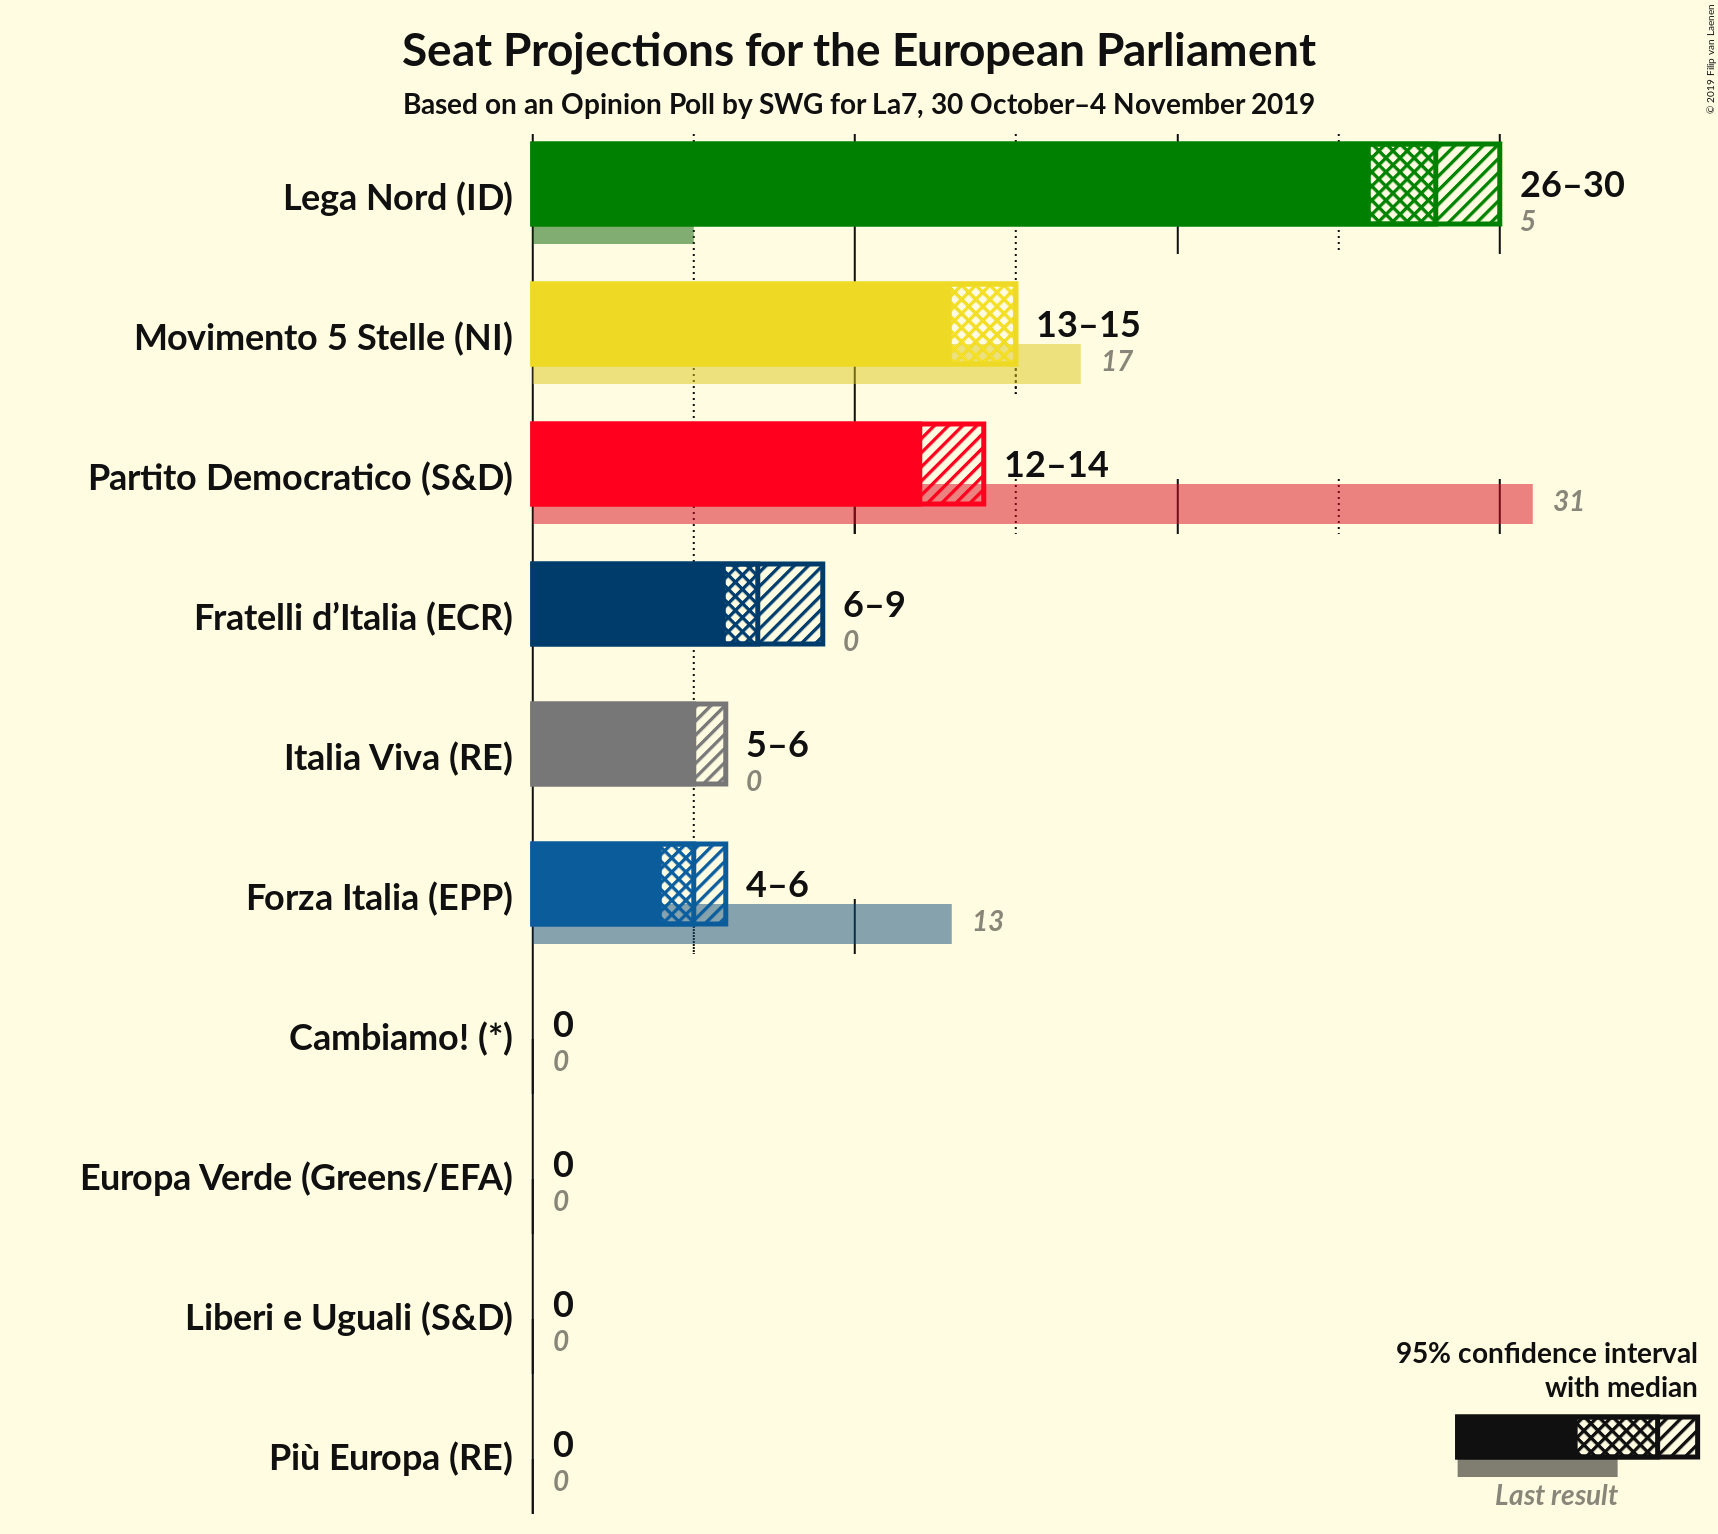 Seat Projections for the European Parliament
Based on an Opinion Poll by SWG for La7, 30 October–4 November 2019
© 2019 Filip van Laenen
Lega Nord (ID)
26–30
5
Movimento 5 Stelle (NI)
13–15
17
Partito Democratico (S&D)
12–14
31
Fratelli d’Italia (ECR)
6–9
0
Italia Viva (RE)
5–6
0
Forza Italia (EPP)
4–6
13
Cambiamo! (*)
0
0
Europa Verde (Greens/EFA)
0
0
Liberi e Uguali (S&D)
0
0
Più Europa (RE)
0
0
95% confidence interval
with median
Last result